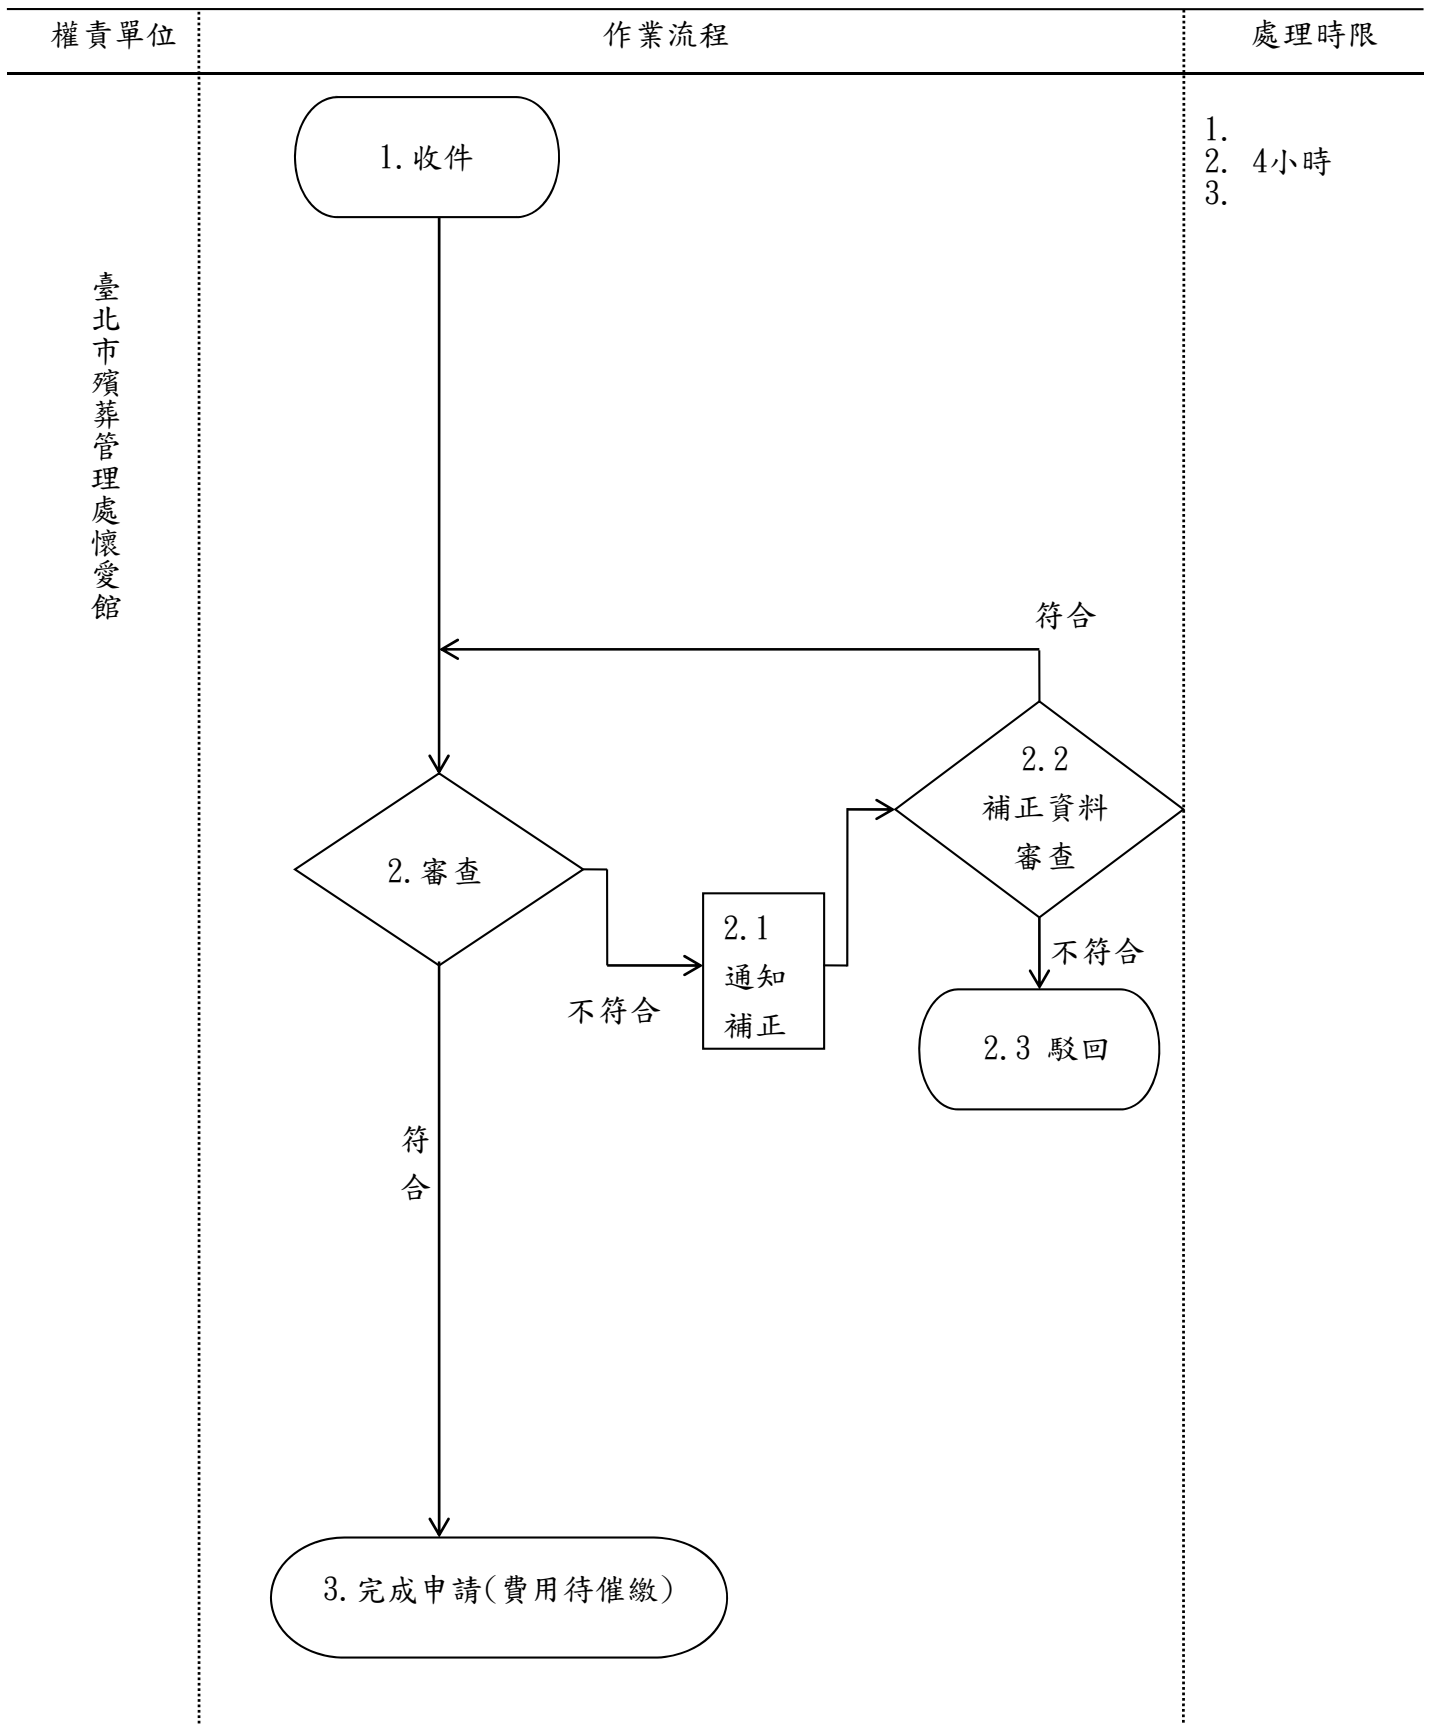 權責單位
作業流程
處理時限
1.收件
1.
2. 4小時
3.
臺北市殯葬管理處懷愛館
符合
2.2
補正資料
審查
2.審查
2.1
通知
補正
不符合
不符合
2.3 駁回
符
合
3.完成申請(費用待催繳)